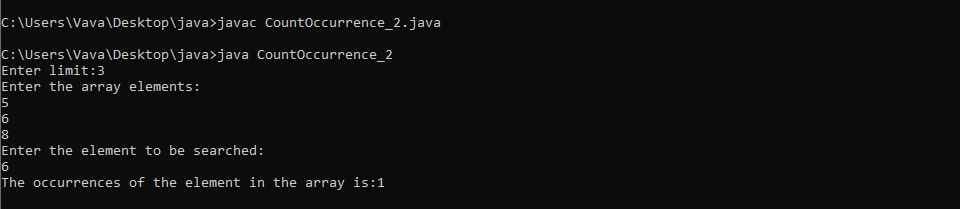 C:\Users\Vava\Desktop\java>javac CountOccurrence_2.java
C:\Users\Vava\Desktop\java>java CountOccurrence_2
Enter limit:3
Enter the array elements:
5
6
8
Enter the element to be searched:
6
The occurrences of the element in the array is:1